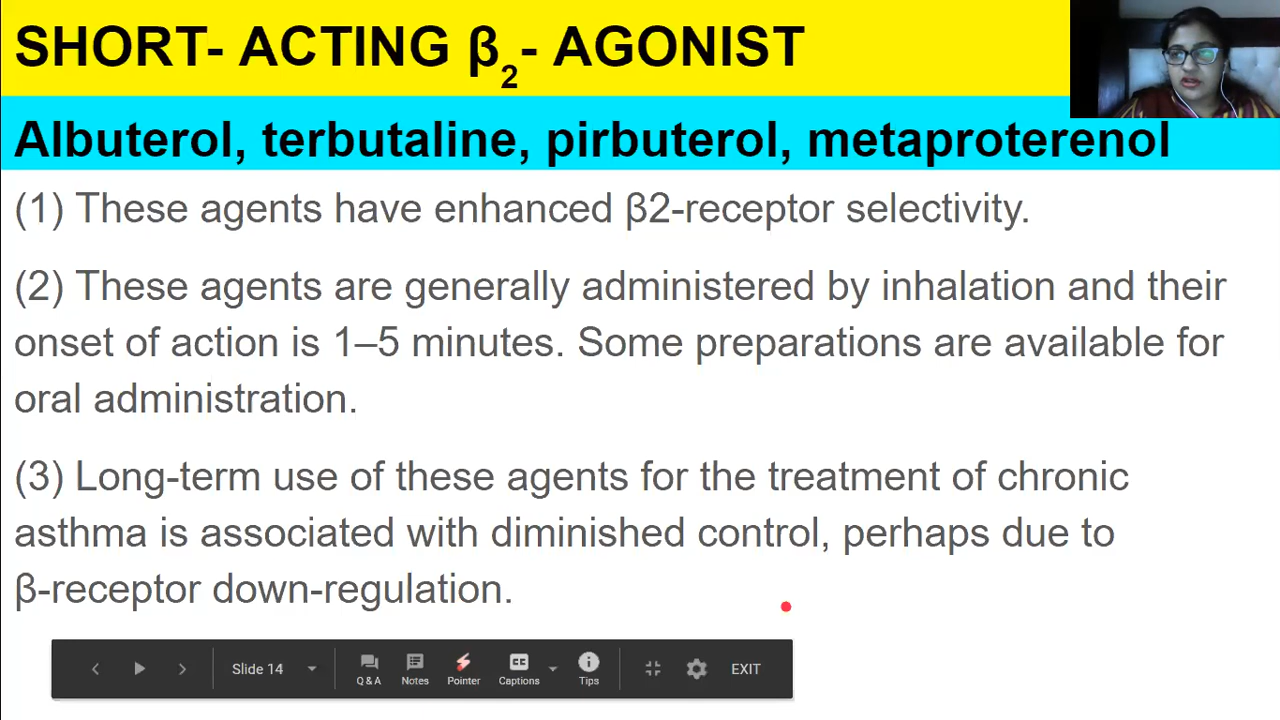 SHORT- ACTING β2- AGONIST
Albuterol, terbutaline, pirbuterol, metaproterenol
(1) These agents have enhanced β2-receptor selectivity.
(2) These agents are generally administered by inhalation and their
onset of action is 1–5 minutes. Some preparations are available for
oral administration.
(3) Long-term use of these agents for the treatment of chronic
asthma is associated with diminished control, perhaps due to
β-receptor down-regulation.
Slide 14
Q & A
Notes
Pointer
CC
Captions
Tips
EXIT